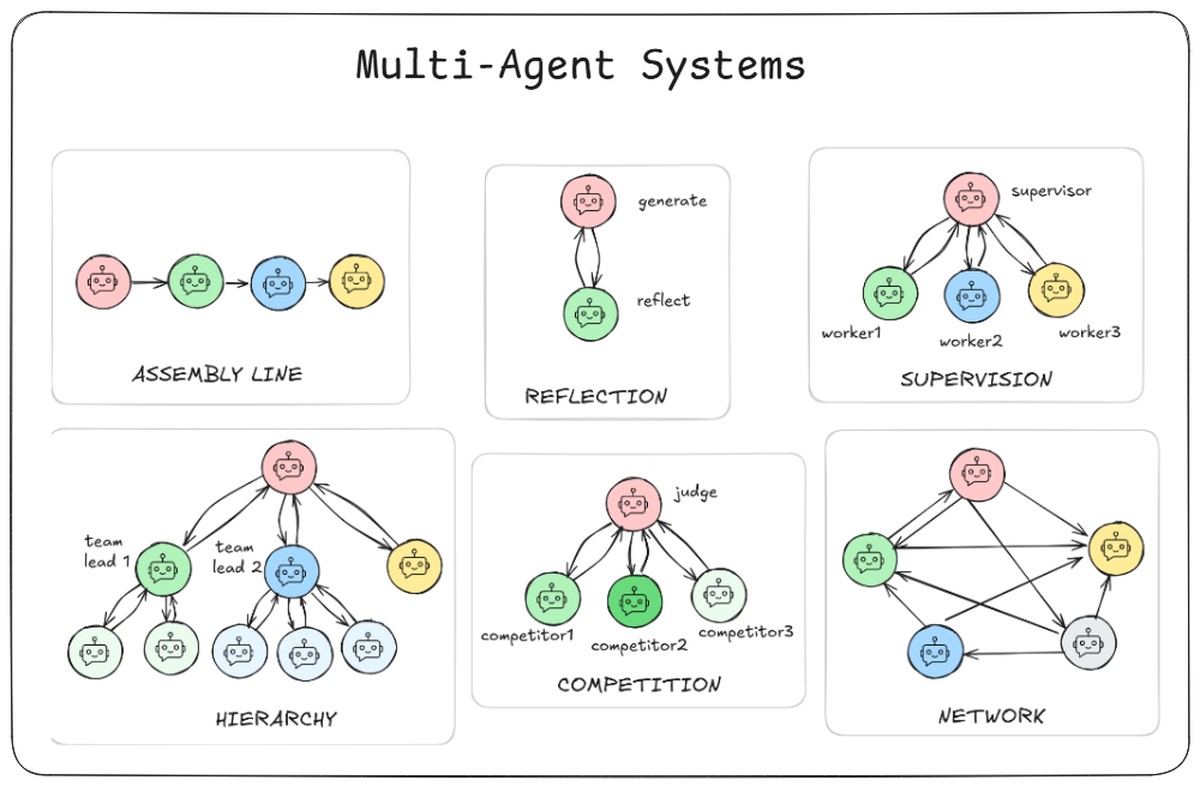 Multi-Agent Systems
ASSEMBLY LINE
generate
reflect
REFLECTION
supervisor
worker1
worker2
worker3
SUPERVISION
team
lead 1
team
lead 2
HIERARCHY
judge
competitor1
competitor2
competitor3
COMPETITION
NETWORK